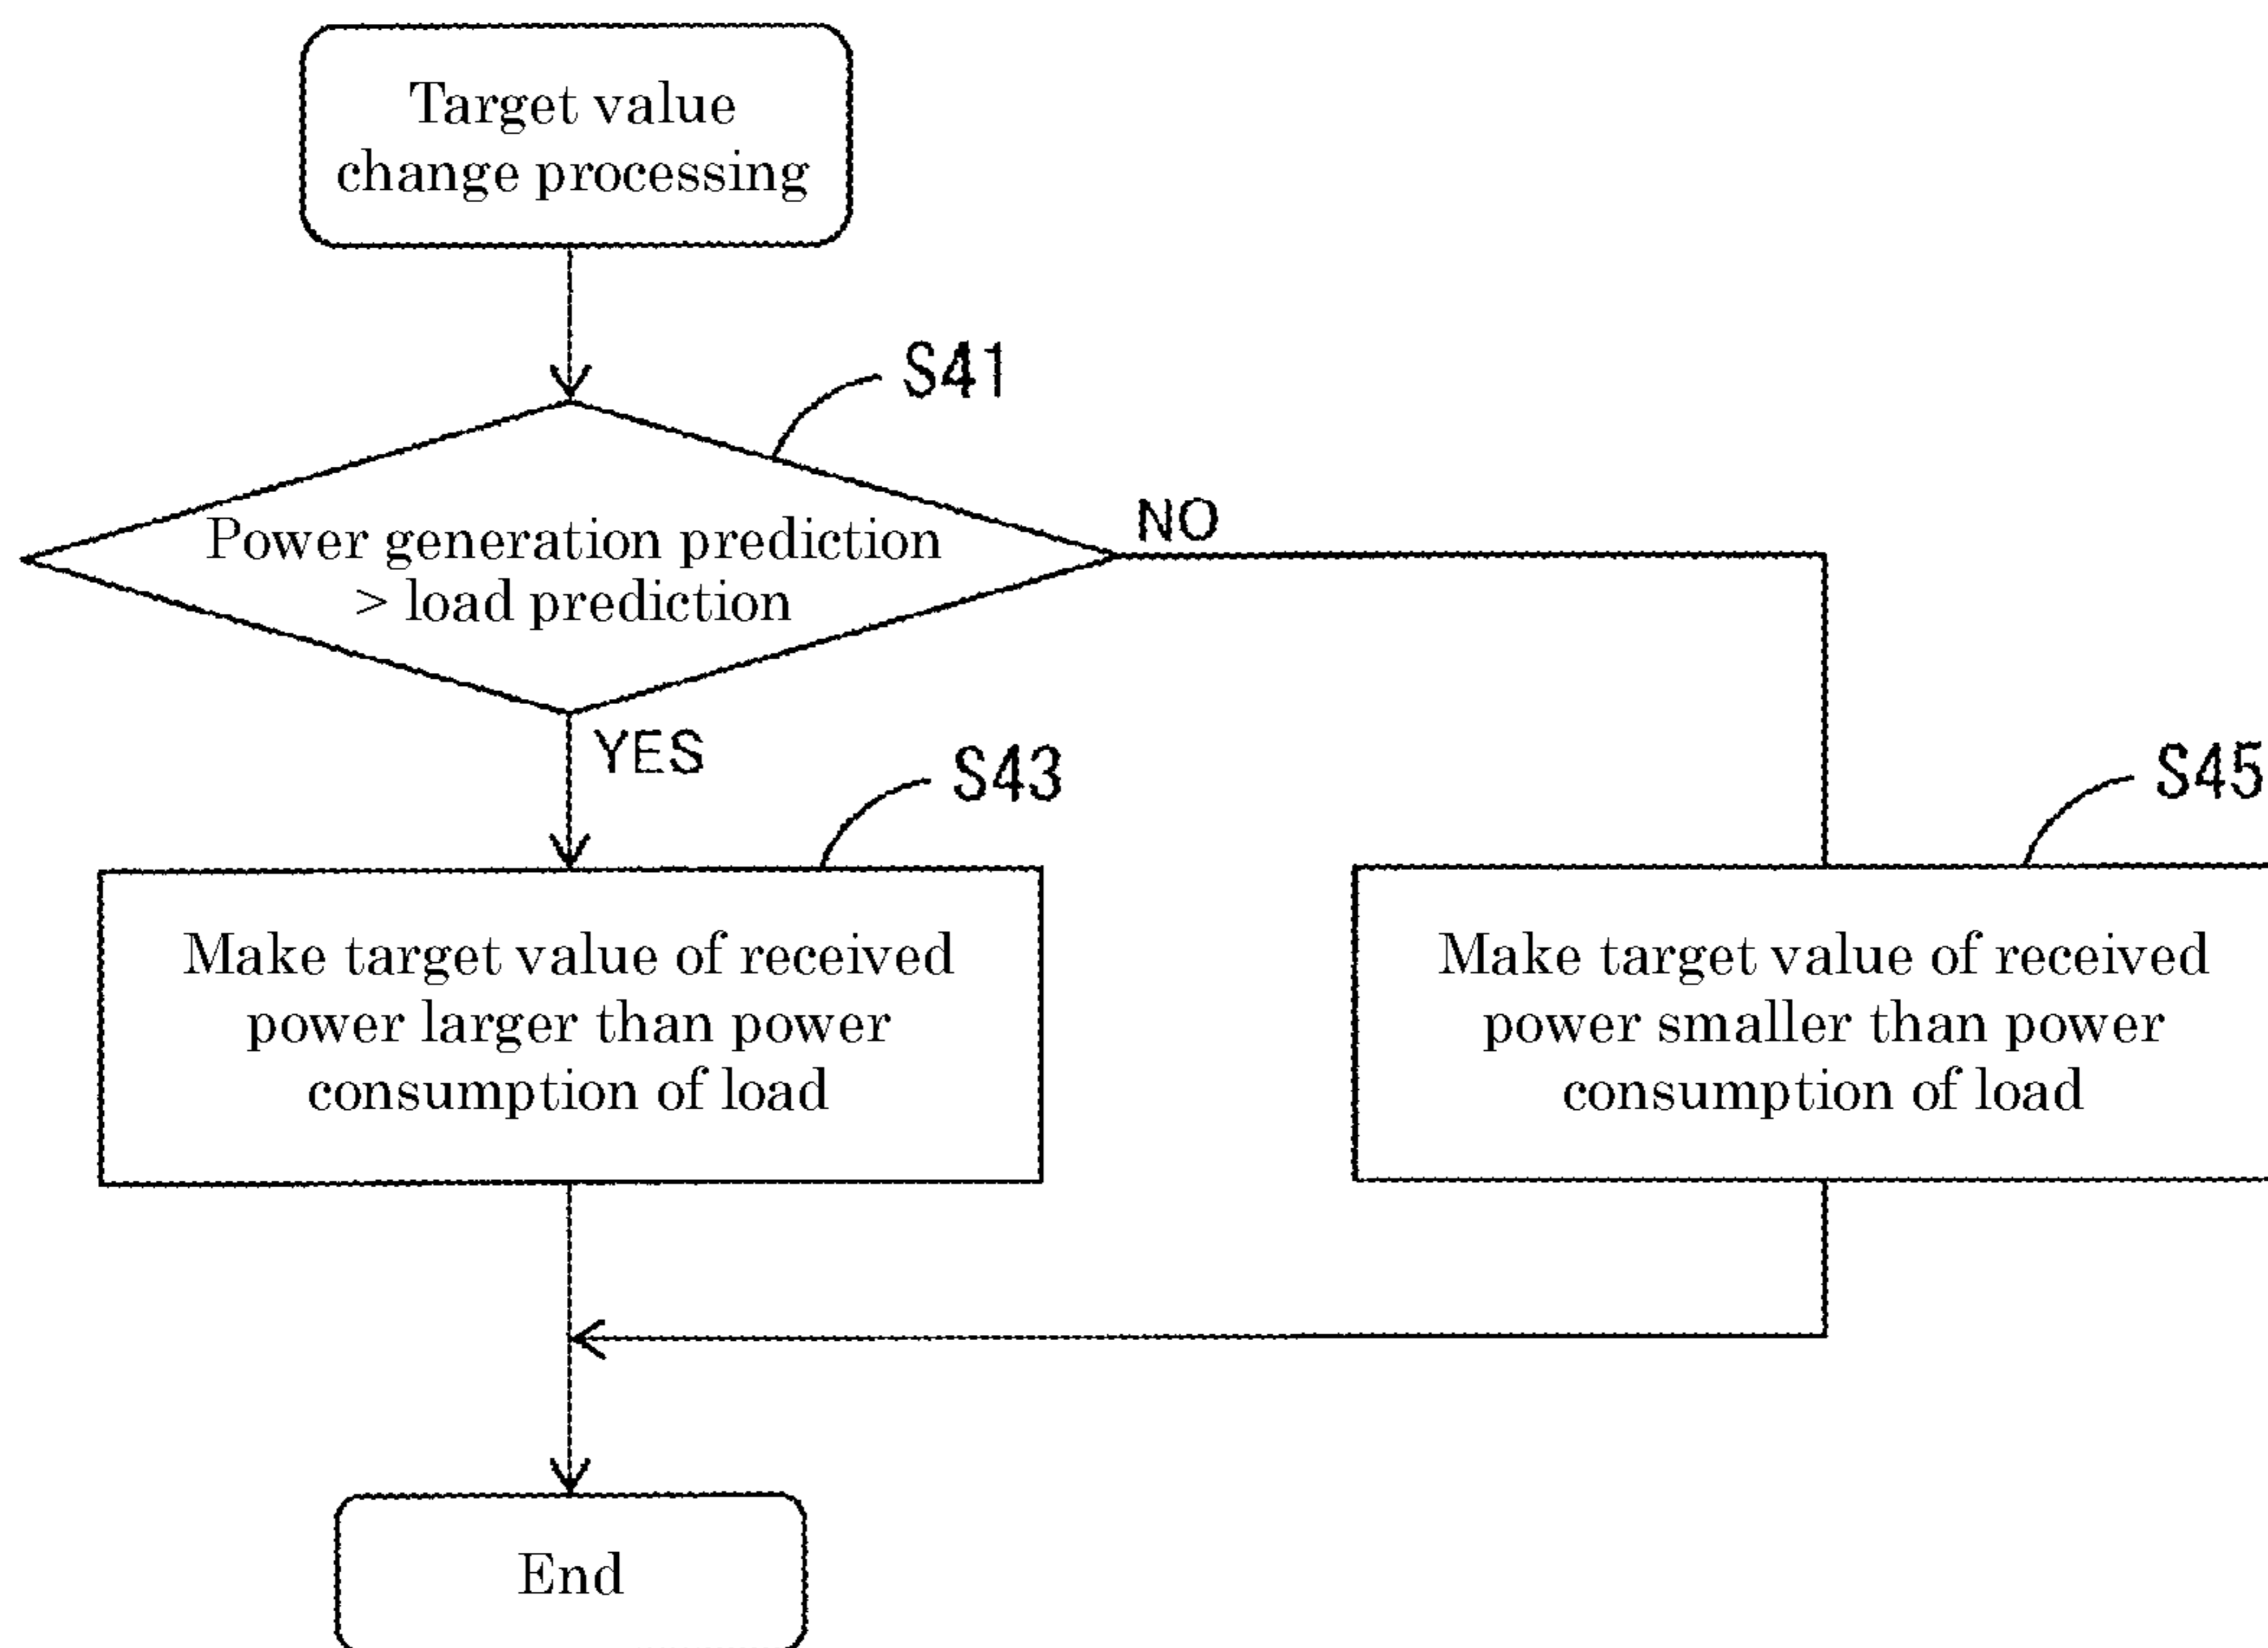 Target value
change processing
S41
Power generation prediction
> load prediction
NO
YES
S43
S45
Make target value of received
power larger than power
consumption of load
Make target value of received
power smaller than power
consumption of load
End